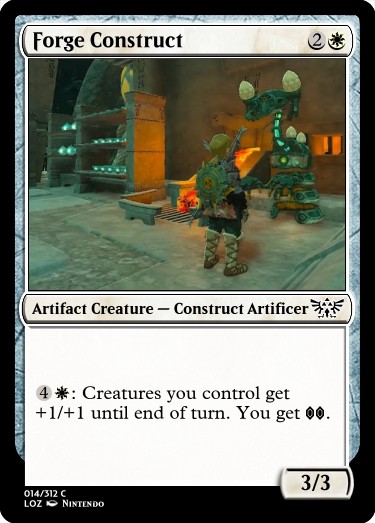 Forge Construct 2
Artifact Creature — Construct Artificer
4 : Creatures you control get
+1/+1 until end of turn. You get .
3/3
014/312 C
LOZ Nintendo